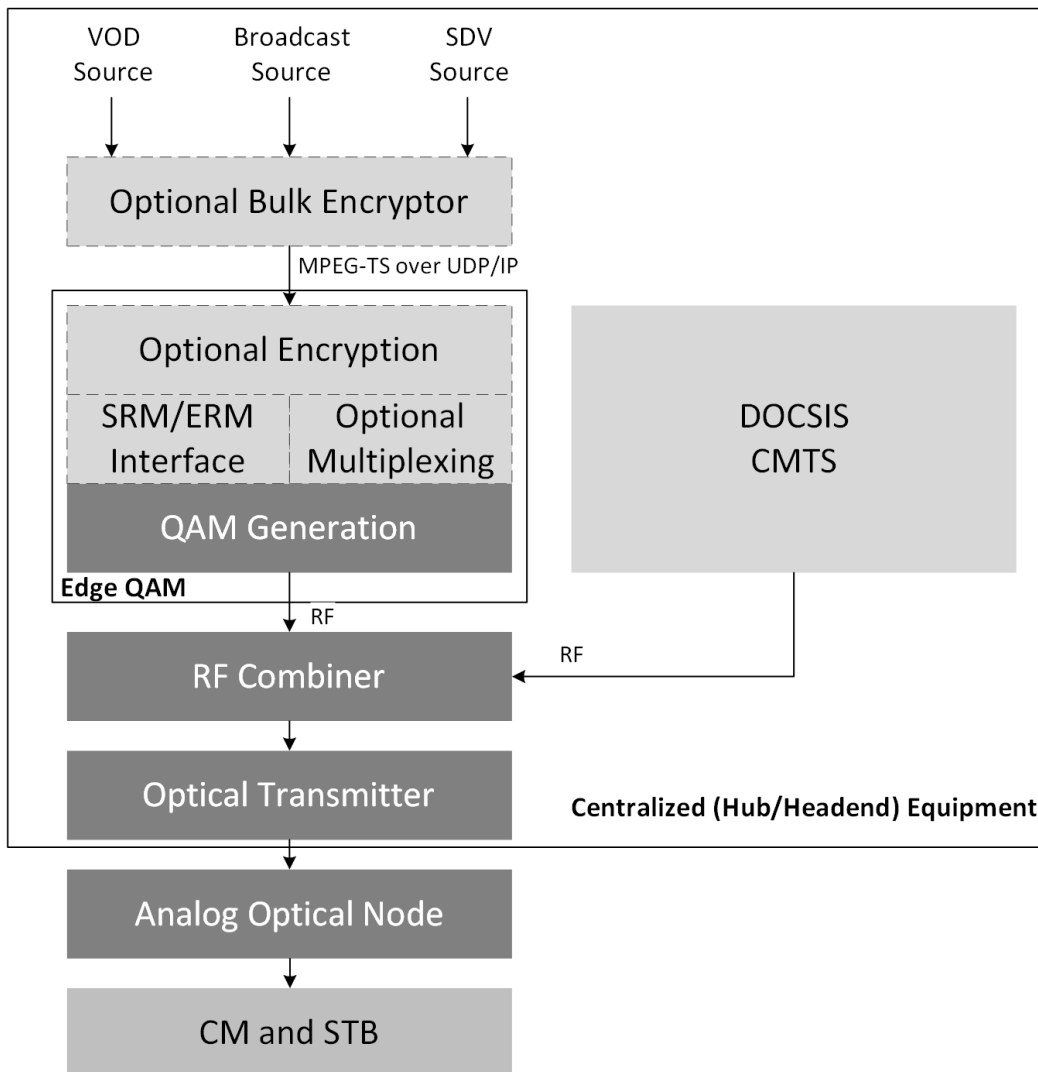 VOD
Source
Broadcast
Source
SDV
Source
Optional Bulk Encryptor
MPEG-TS over UDP/IP
Optional Encryption
SRM/ERM
Interface
Optional
Multiplexing
QAM Generation
Edge QAM
RF
DOCSIS
CMTS
RF
RF Combiner
Optical Transmitter
Centralized (Hub/Headend) Equipment
Analog Optical Node
CM and STB